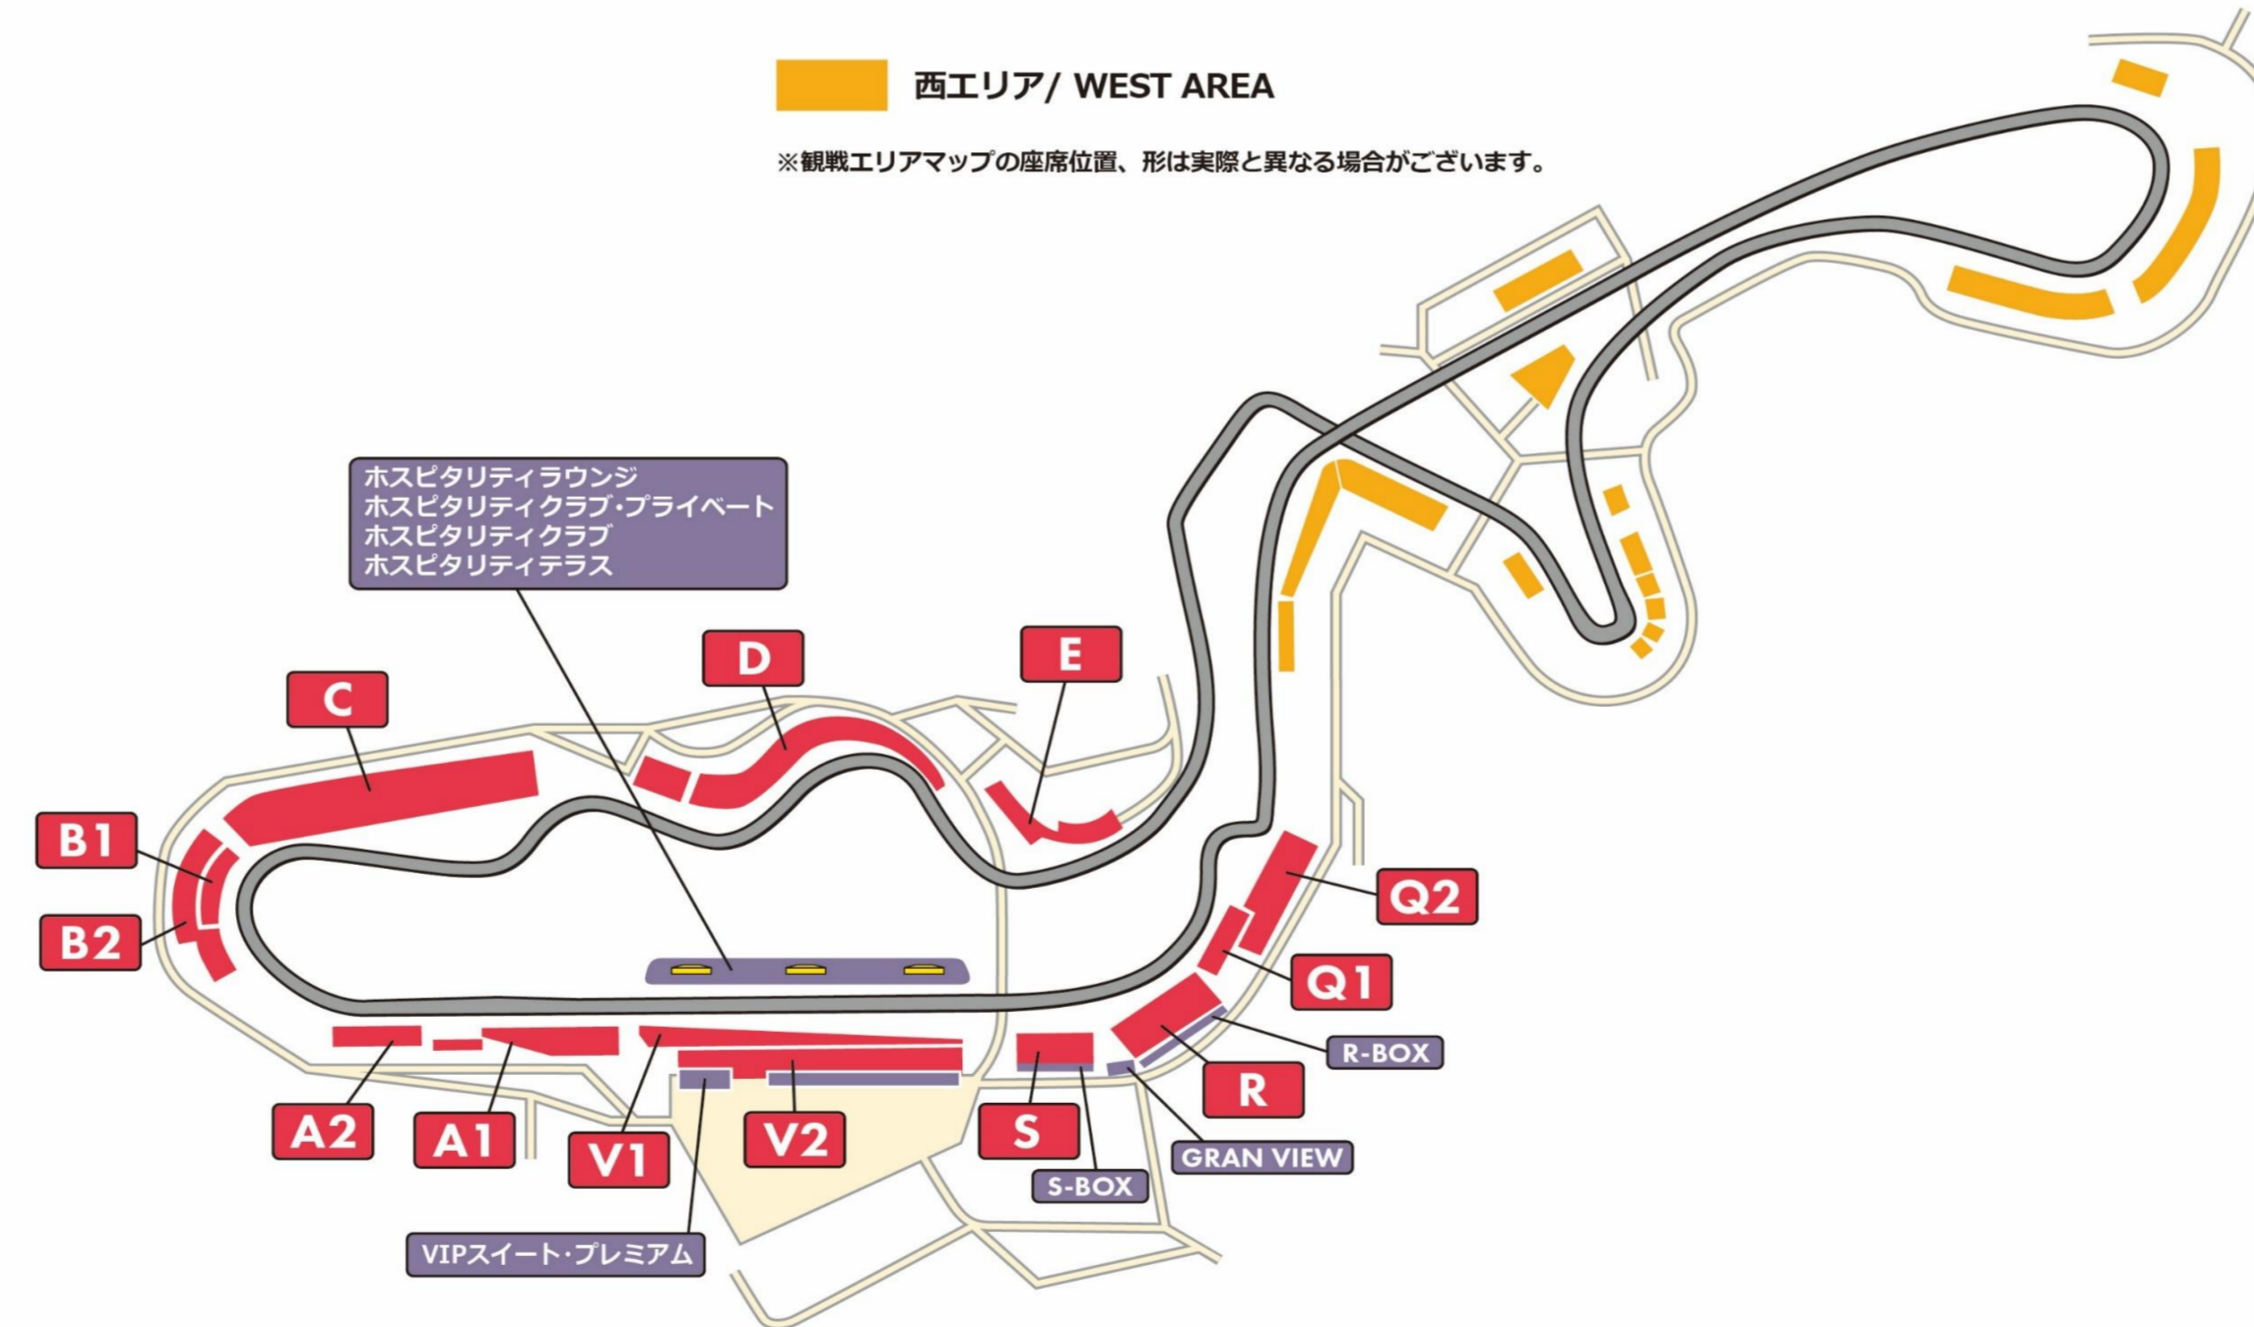 西エリア/ WEST AREA
※観戦エリアマップの座席位置、形は実際と異なる場合がございます。
ホスピタリティラウンジ
ホスピタリティクラブ・プライベート
ホスピタリティクラブ
ホスピタリティテラス
D
E
C
B1
B2
Q2
Q1
R-BOX
R
A2
A1
V1
V2
S
GRAN VIEW
S-BOX
VIPスイート・プレミアム